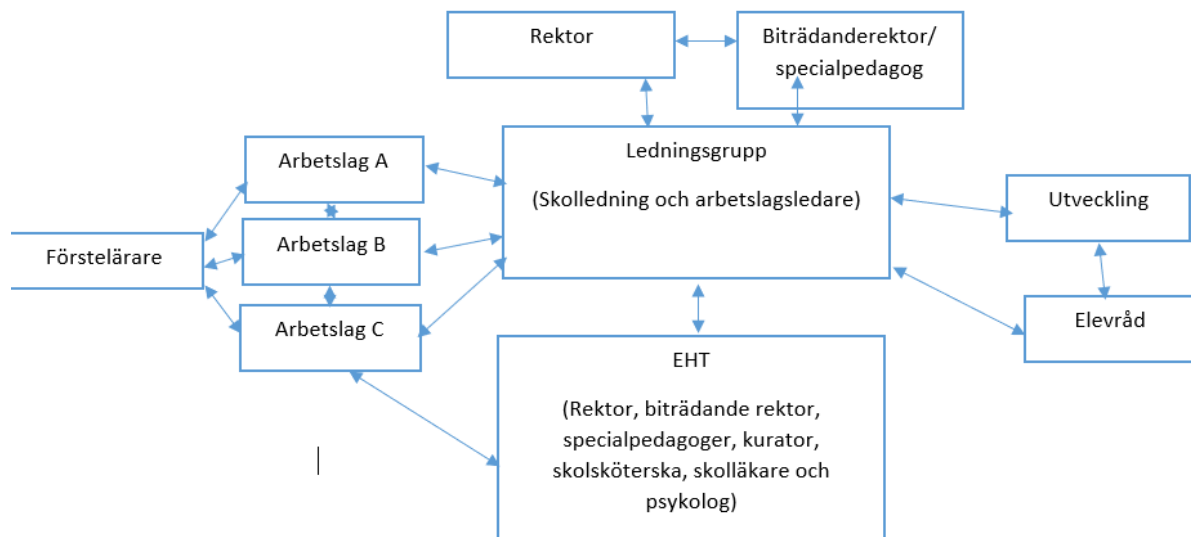 Rektor
Biträdanderektor/
specialpedagog
Ledningsgrupp
(Skolledning och arbetslagsledare)
Arbetslag A
Arbetslag B
Arbetslag C
Förstelärare
Utveckling
Elevråd
EHT
(Rektor, biträdande rektor,
specialpedagoger, kurator,
skolsköterska, skolläkare och
psykolog)